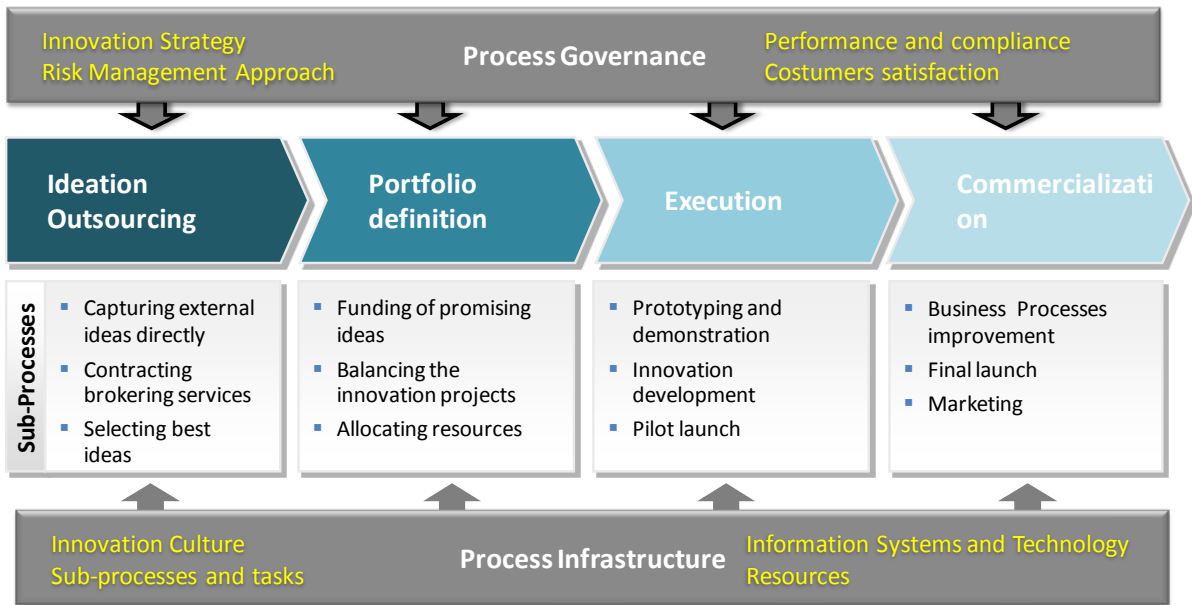 Innovation Strategy
Risk Management Approach
Process Governance
Performance and compliance
Costumers satisfaction
Ideation
Outsourcing
Portfolio
definition
Execution
Commercializati
on
Sub-Processes
▪ Capturing external
ideas directly
▪ Contracting
brokering services
▪ Selecting best
ideas
▪ Funding of promising
ideas
▪ Balancing the
innovation projects
▪ Allocating resources
▪ Prototyping and
demonstration
▪ Innovation
development
▪ Pilot launch
▪ Business Processes
improvement
▪ Final launch
▪ Marketing
Innovation Culture
Sub-processes and tasks
Process Infrastructure
Information Systems and Technology
Resources